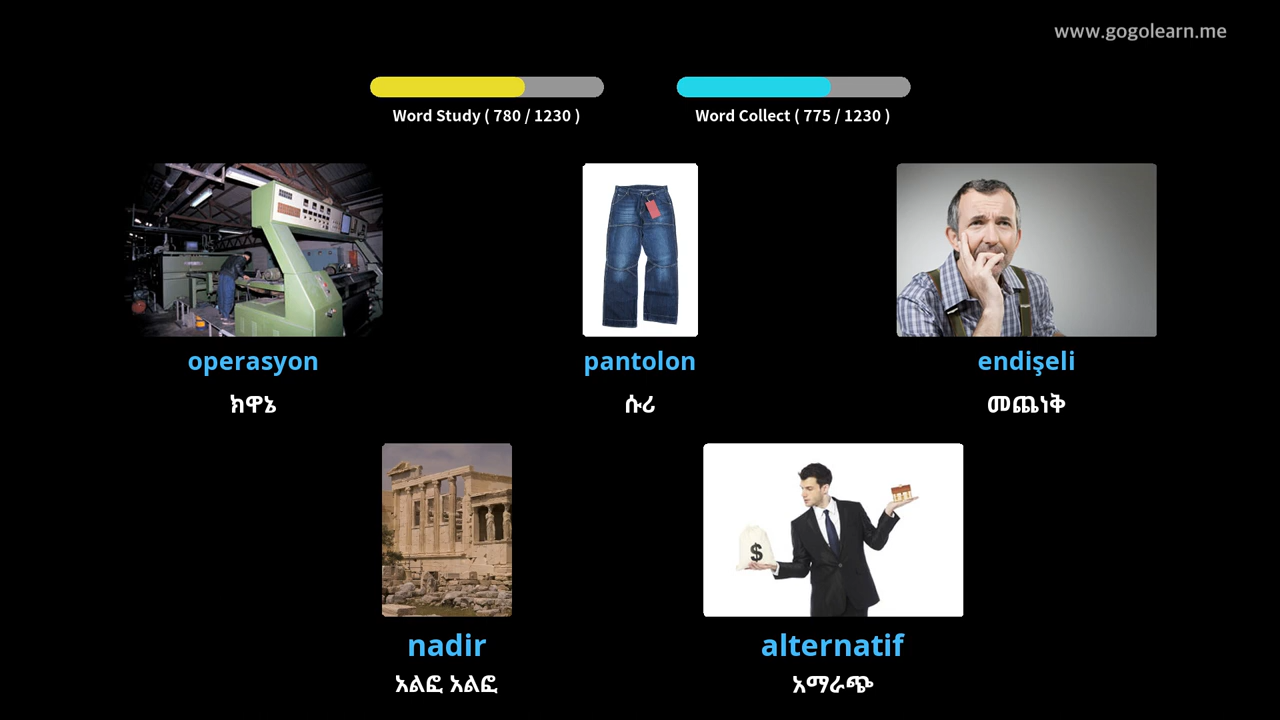 www.gogolearn.me
Word Study ( 780 / 1230 )
Word Collect ( 775 / 1230 )
operasyon
ክዋኔ
pantolon
ሱሪ
endişeli
መጨነቅ
nadir
አልፎ አልፎ
alternatif
አማራጭ
$